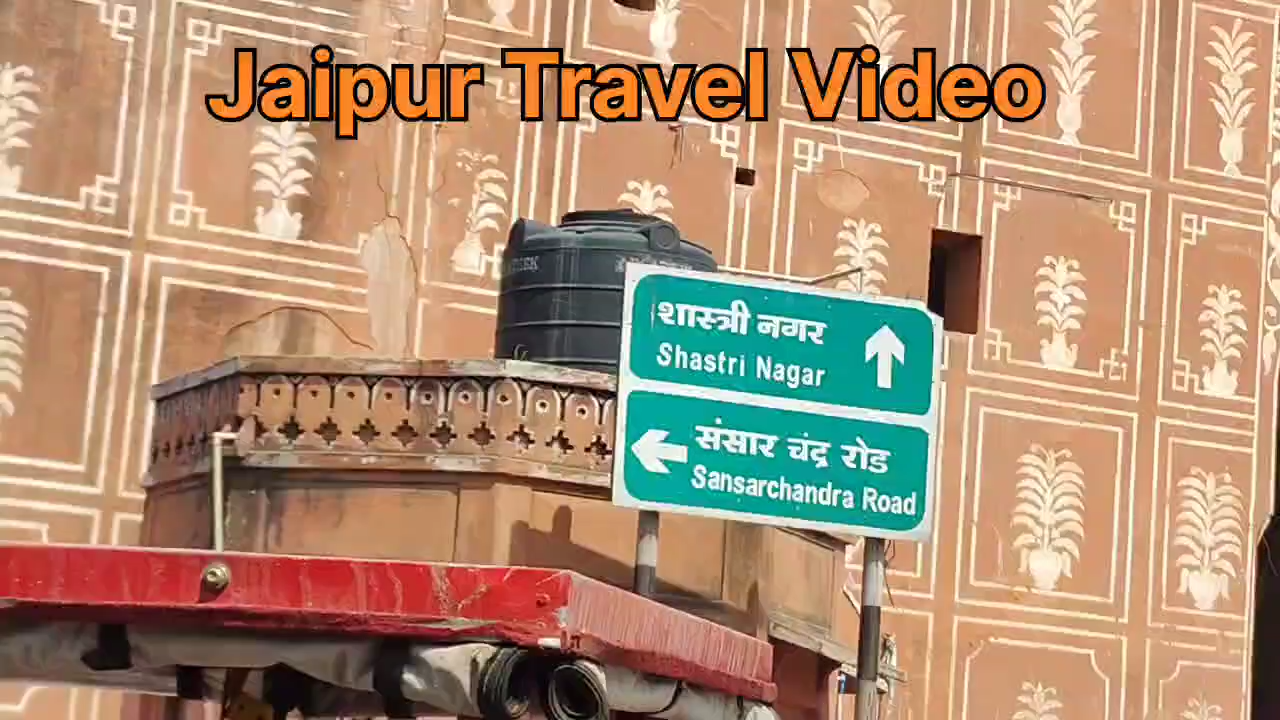 Jaipur Travel Video
शास्त्री नगर
Shastri Nagar
संसार चंद्र रोड
Sansarchandra Road